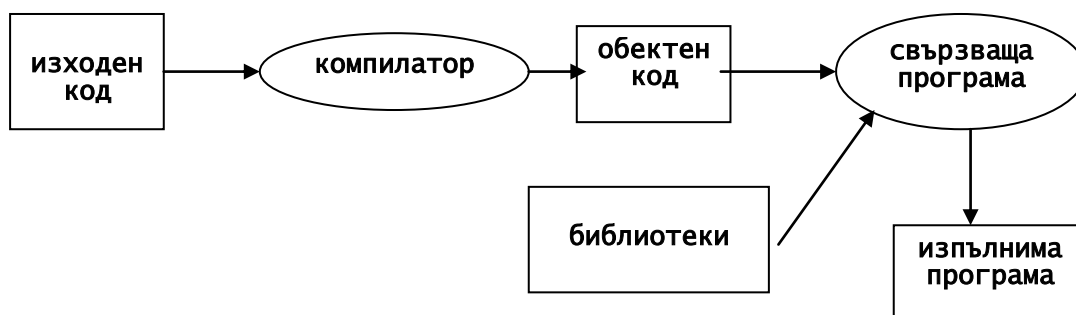 изходен
код
компилатор
обектен
код
свързваща
програма
библиотеки
изпълнима
програма